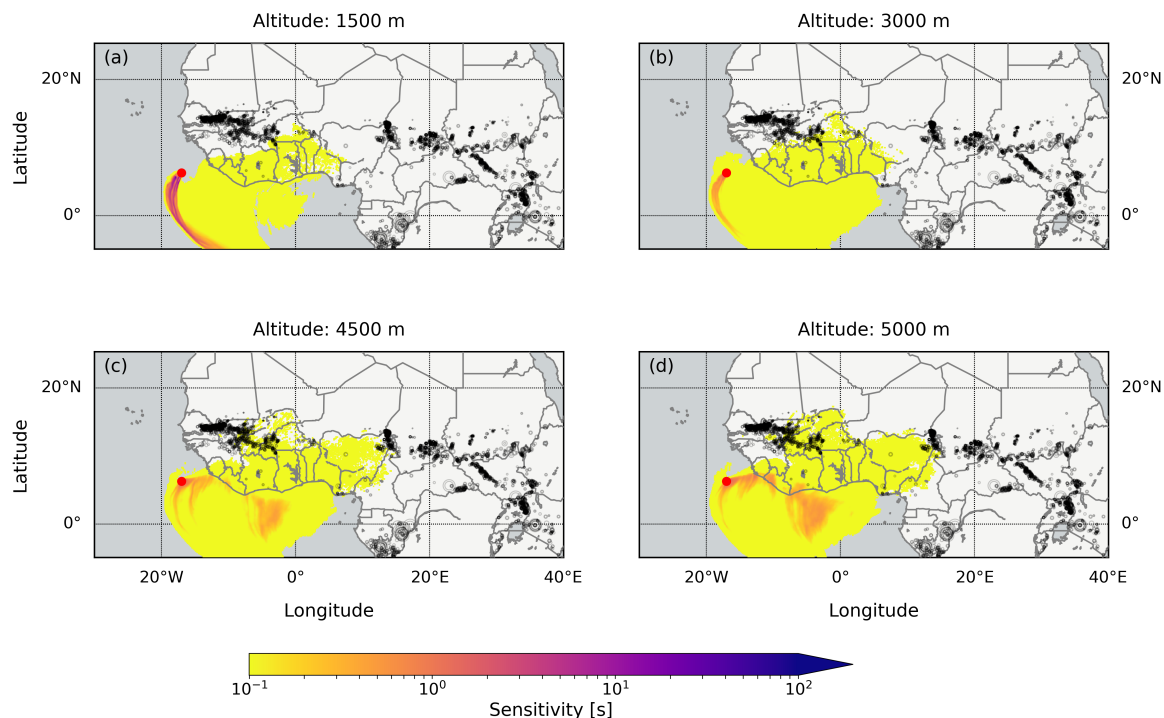 Altitude: 1500 m
Altitude: 3000 m
(a)
(b)
20°N
20°N
Latitude
0°
0°
Altitude: 4500 m
Altitude: 5000 m
(c)
(d)
20°N
20°N
Latitude
0°
0°
20°W 0° 20°E 40°E
20°W 0° 20°E 40°E
Longitude
Longitude
10⁻¹ 10⁰ 10¹ 10²
Sensitivity [s]